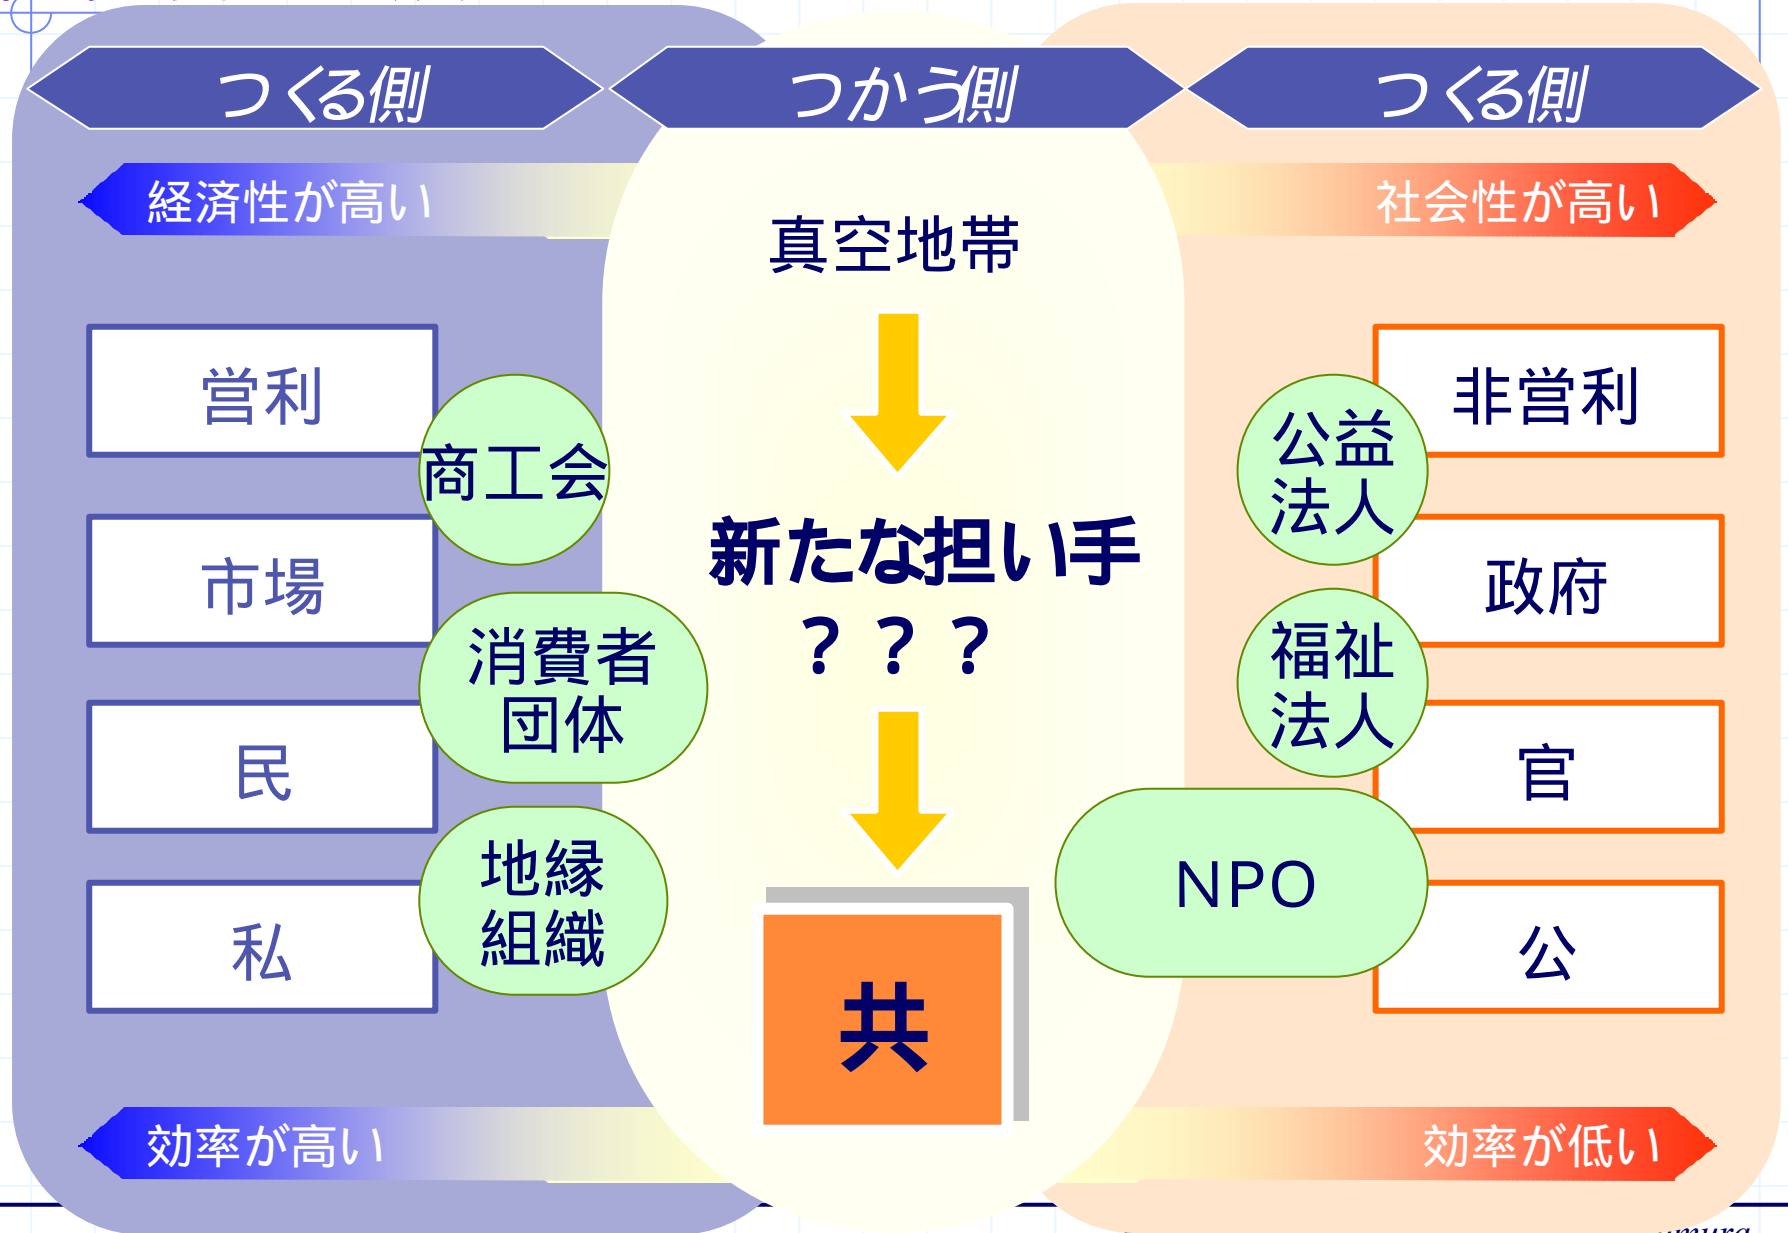 つくる側
つかう側
つくる側
経済性が高い
社会性が高い
真空地帯
営利
市場
民
私
商工会
消費者
団体
地縁
組織
新たな担い手
？？？
共
公益
法人
福祉
法人
NPO
非営利
政府
官
公
効率が高い
効率が低い